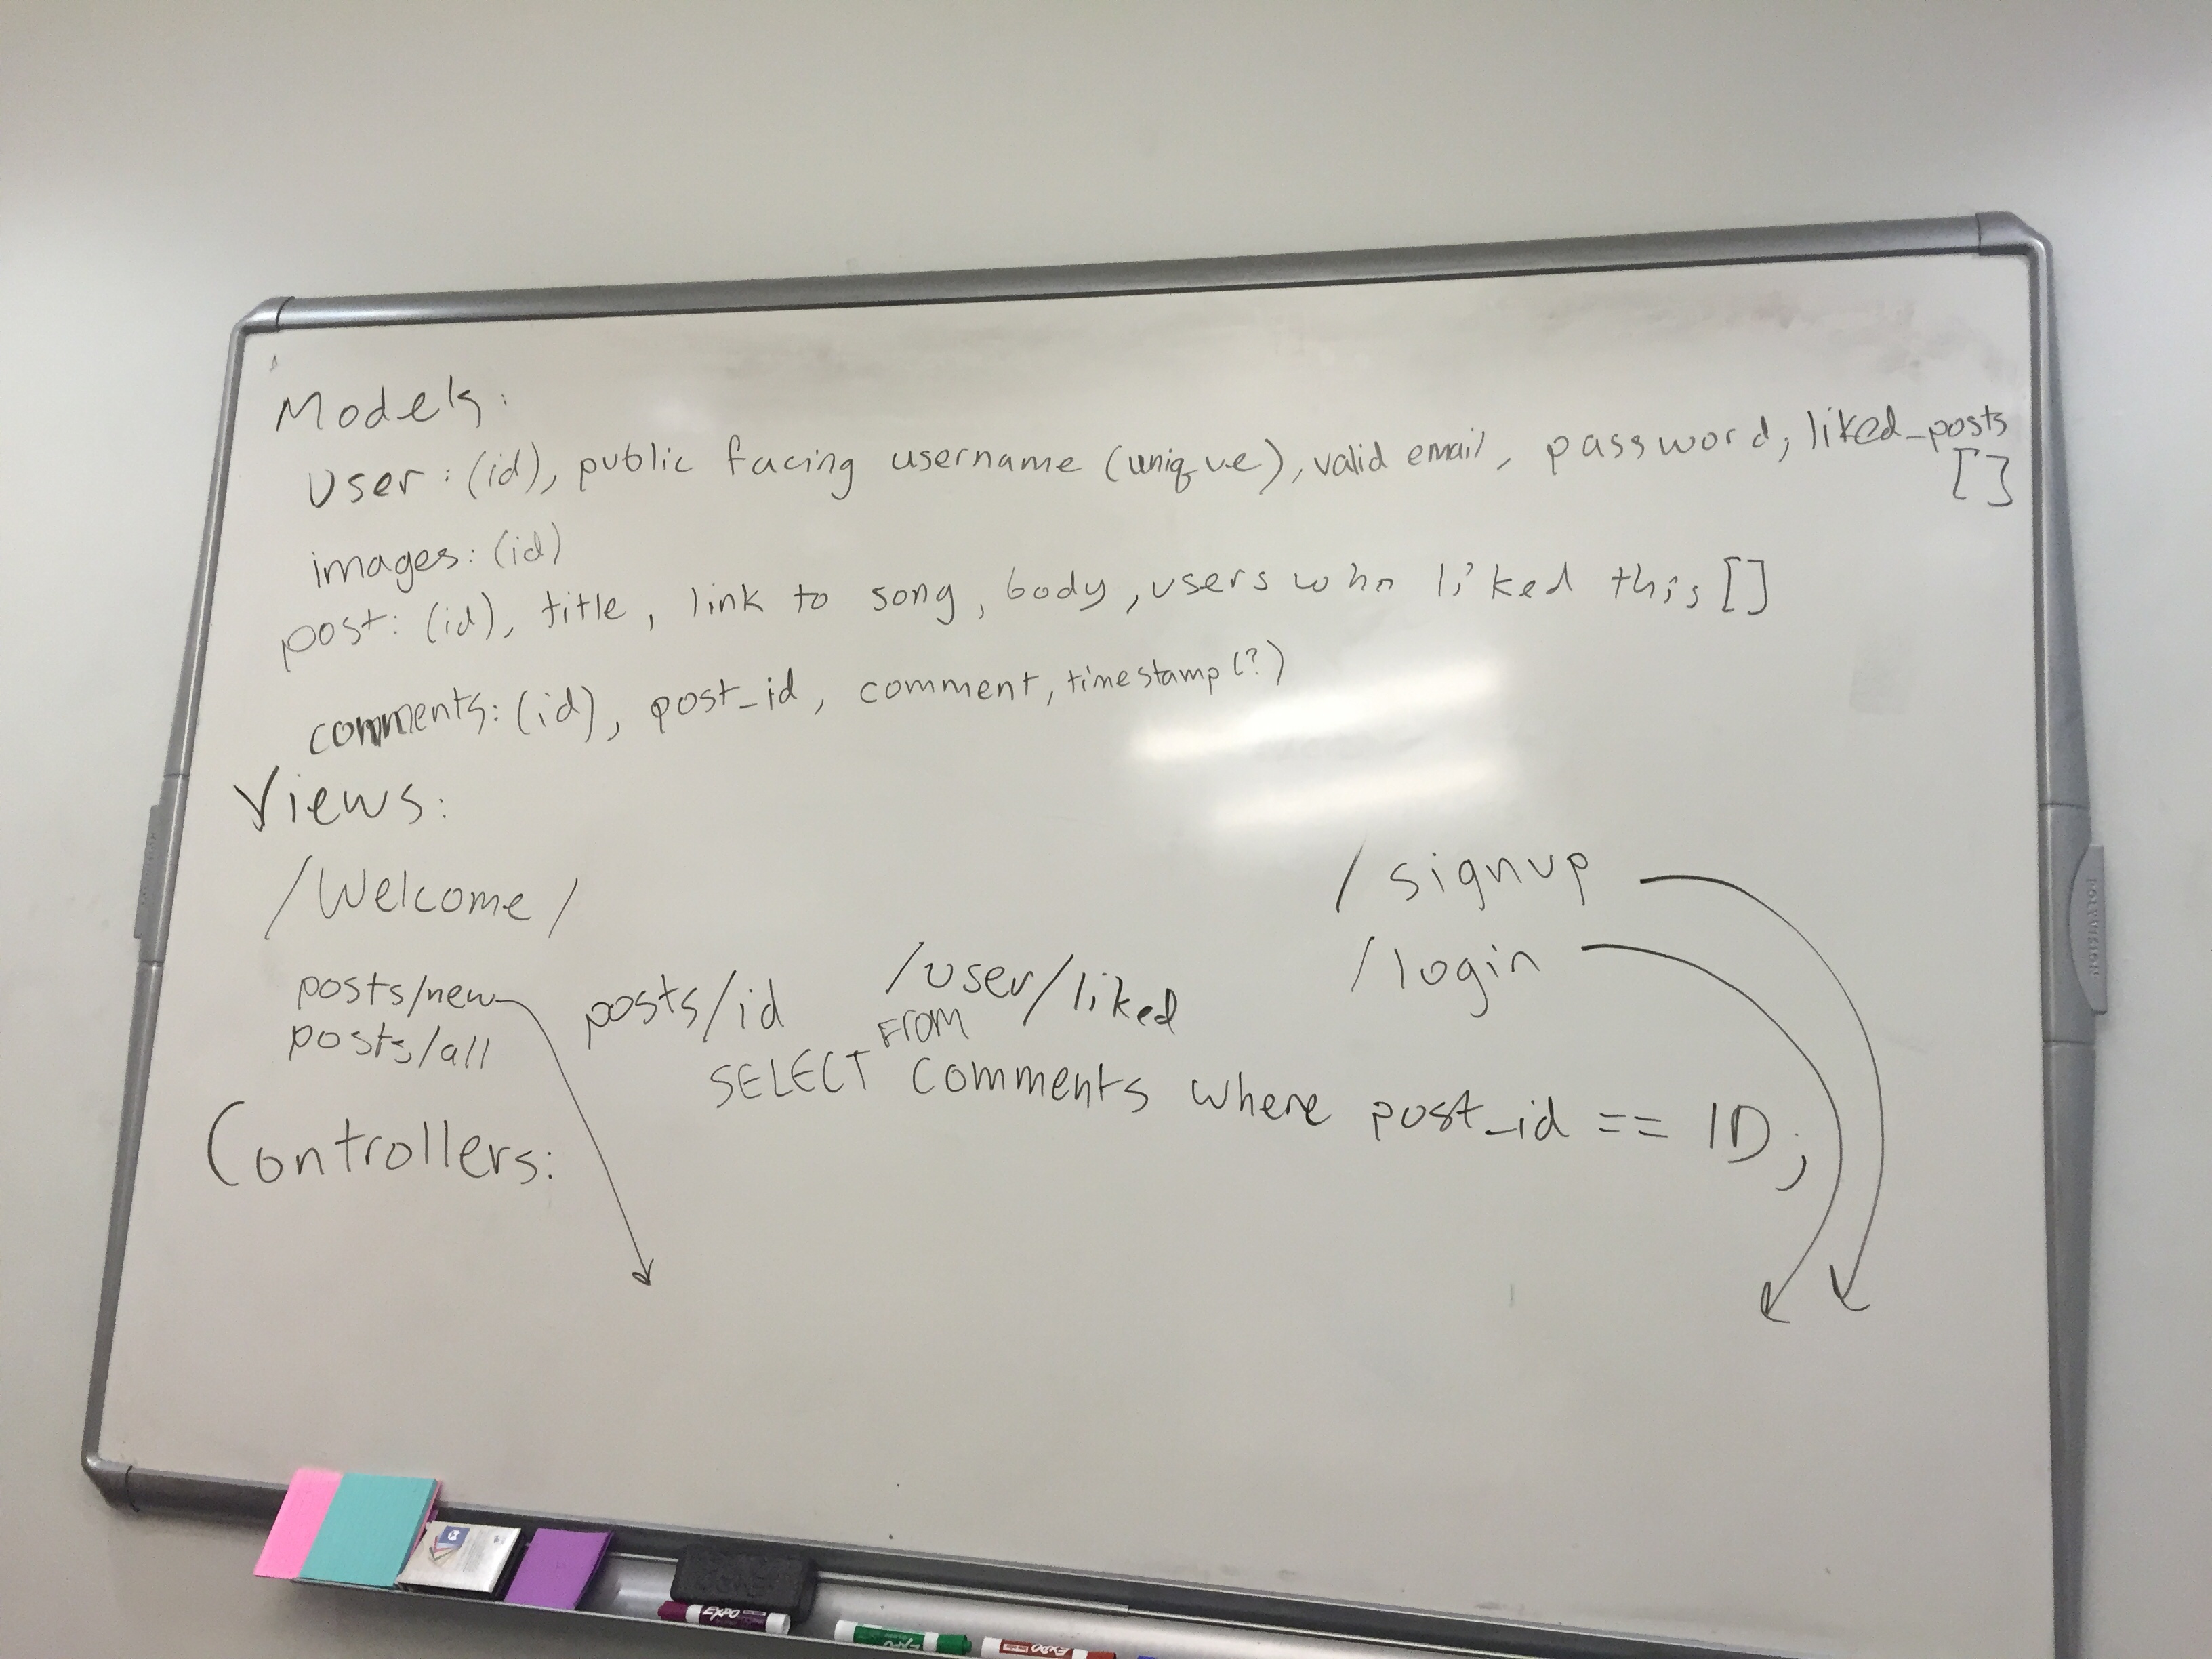 Models:
User: (id), public facing username (unique), valid email, password, liked_posts
[]
images: (id)
post: (id), title, link to song, body, users who liked this []
comments: (id), post_id, comment, timestamp (?)
Views:
/Welcome/
/signup
/login
posts/new
posts/id
/user/liked
posts/all
FROM
SELECT comments where post_id == ID;
Controllers:
POLYVISION
EXPO
EXPO
EXPO